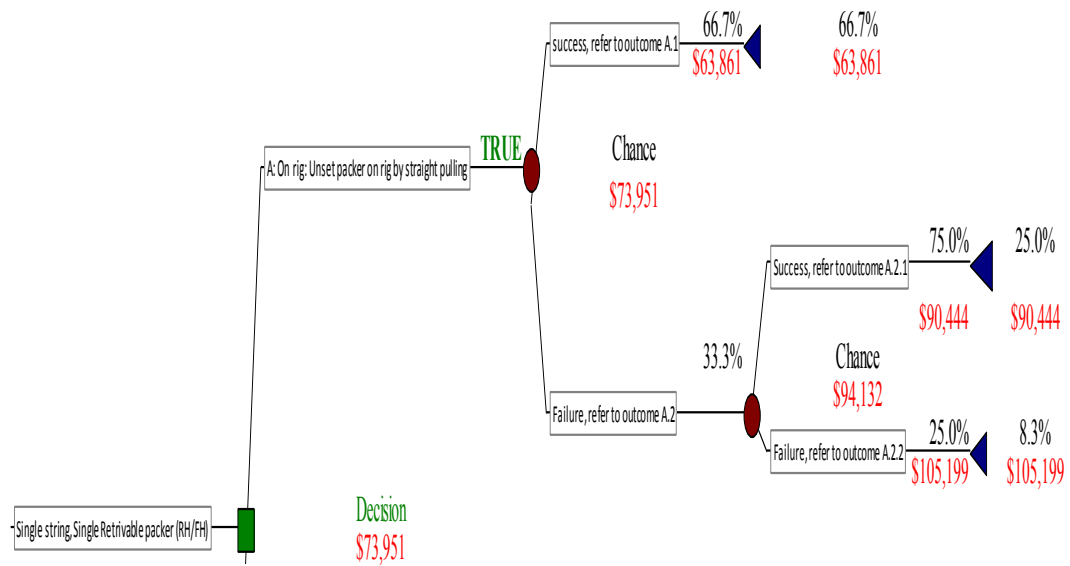 66.7% 66.7%
success, refer to outcome A.1
$63,861 $63,861
TRUE
Chance
A: On rig: Unset packer on rig by straight pulling
$73,951
75.0% 25.0%
Success, refer to outcome A.2.1
$90,444 $90,444
33.3%
Chance
$94,132
Failure, refer to outcome A.2
25.0% 8.3%
Failure, refer to outcome A.2.2
$105,199 $105,199
Decision
Single string, Single Retrivable packer (RH/FH)
$73,951